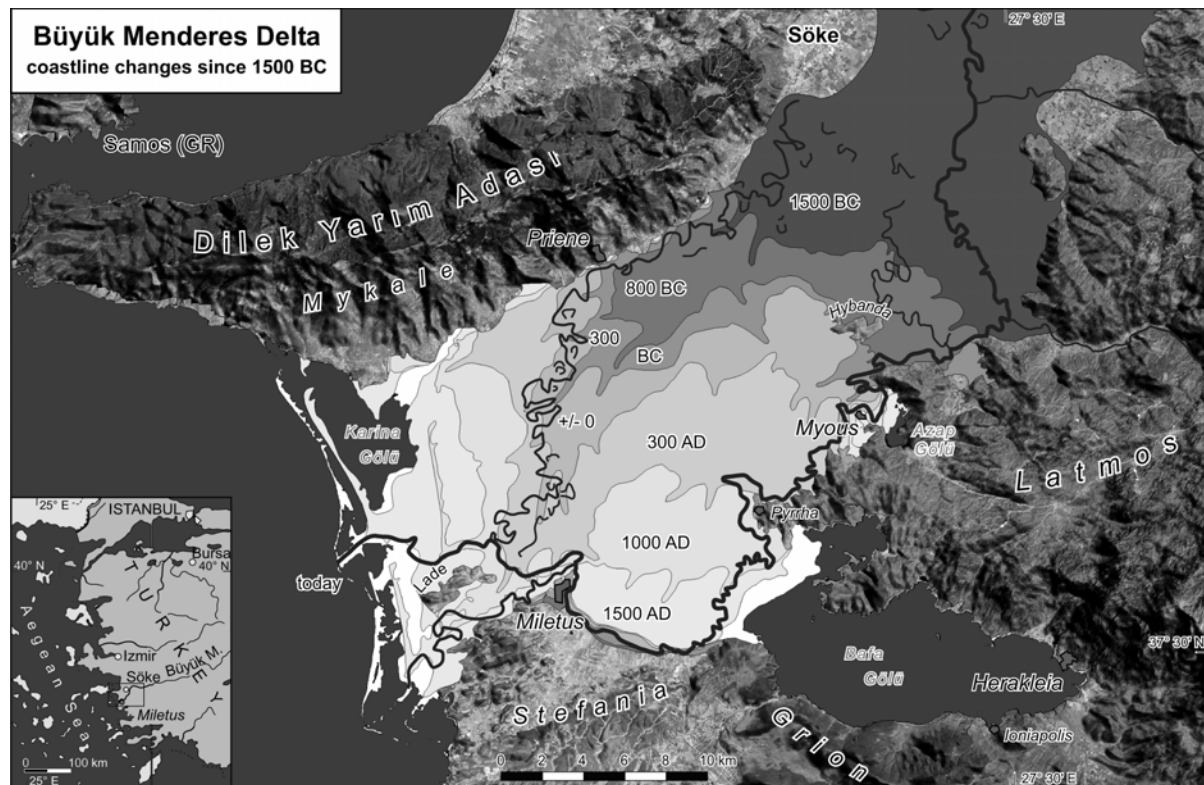 Büyük Menderes Delta
coastline changes since 1500 BC
27° 30' E
Söke
Samos (GR)
Dilek Yarım Adası
Mykale
Priene
1500 BC
800 BC
Hybanda
300
BC
+/- 0
300 AD
Myous
Azap
Gölü
Karina
Gölü
Latmos
Pyrrha
1000 AD
today
Lade
1500 AD
Miletus
37° 30' N
Dafa
Gölü
Herakleia
Stefania
Grion
Ioniapolis
0 2 4 6 8 10 km
27° 30' E
25° E
ISTANBUL
Bursa
40° N
40° N
TURKEY
Aegean Sea
Izmir
Büyük M.
Söke
Miletus
0 100 km
25° E